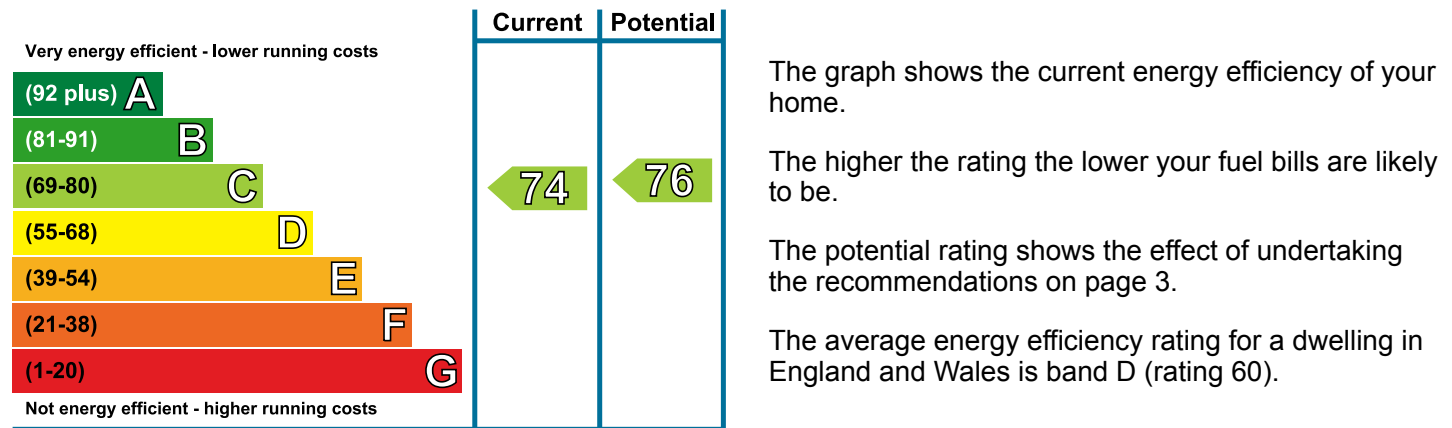 Current Potential
Very energy efficient - lower running costs
(92 plus) A
(81-91) B
(69-80) C
(55-68) D
(39-54) E
(21-38) F
(1-20) G
Not energy efficient - higher running costs
74 76
The graph shows the current energy efficiency of your
home.
The higher the rating the lower your fuel bills are likely
to be.
The potential rating shows the effect of undertaking
the recommendations on page 3.
The average energy efficiency rating for a dwelling in
England and Wales is band D (rating 60).